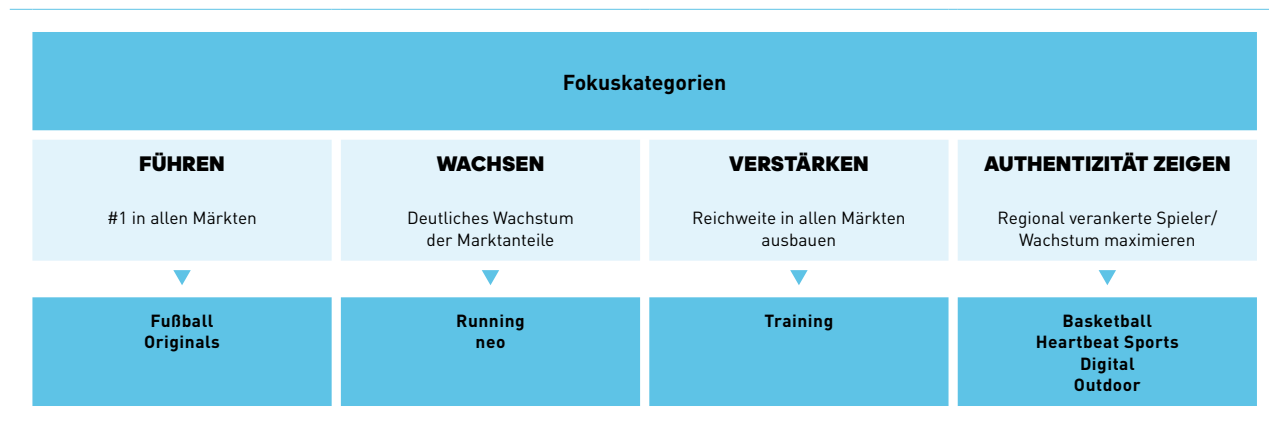 Fokuskategorien
FÜHREN
#1 in allen Märkten
Fußball
Originals
WACHSEN
Deutliches Wachstum
der Marktanteile
Running
neo
VERSTÄRKEN
Reichweite in allen Märkten
ausbauen
Training
AUTHENTIZITÄT ZEIGEN
Regional verankerte Spieler/
Wachstum maximieren
Basketball
Heartbeat Sports
Digital
Outdoor